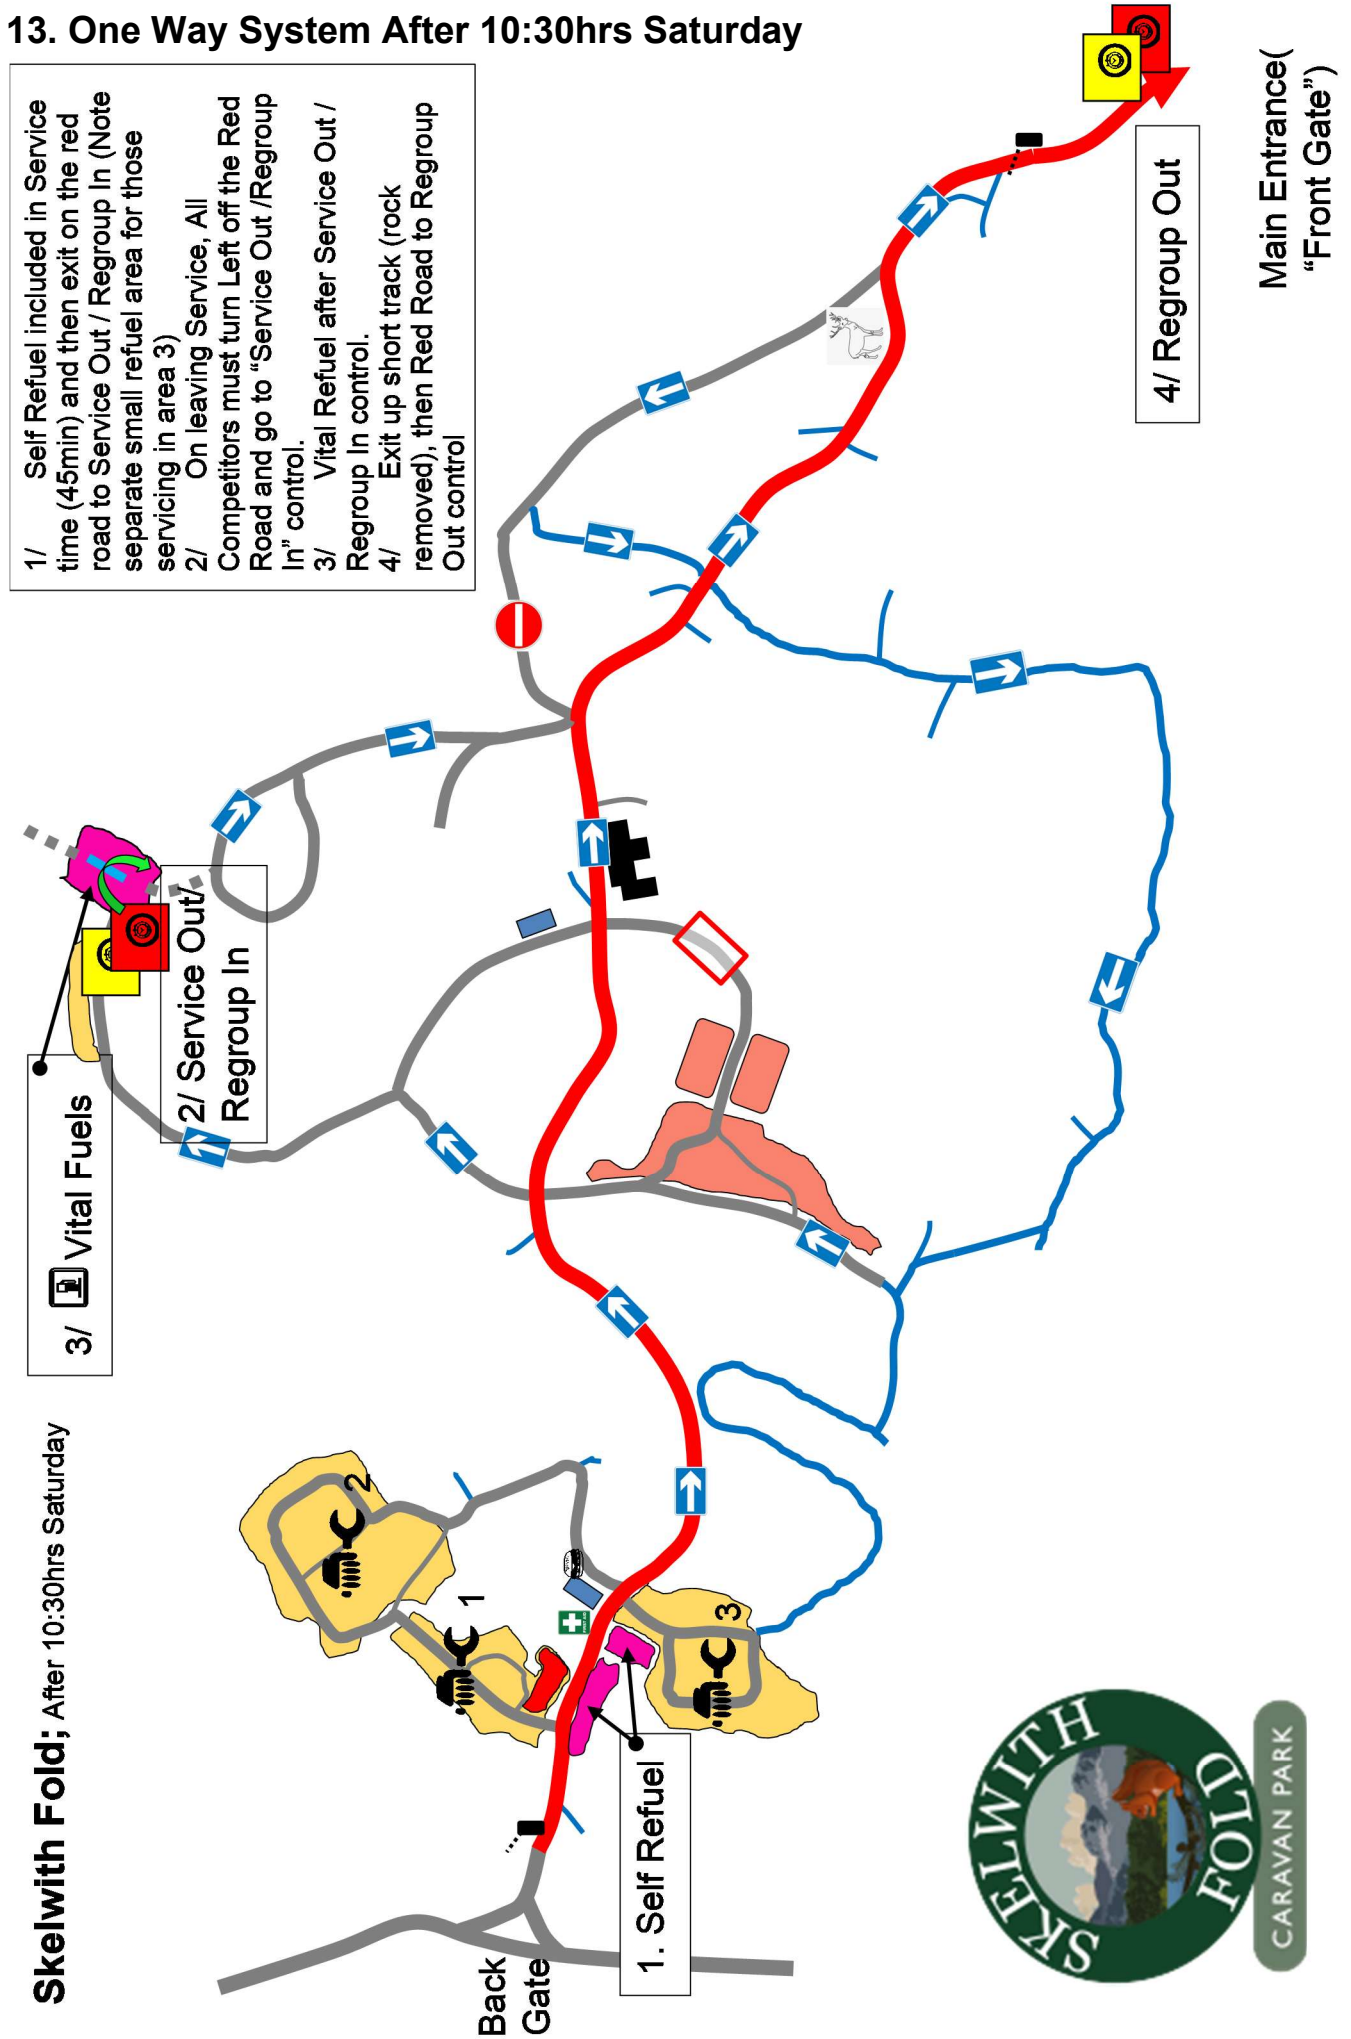 13. One Way System After 10:30hrs Saturday
Skelwith Fold; After 10:30hrs Saturday
1/ Self Refuel included in Service
time (45min) and then exit on the red
road to Service Out / Regroup In (Note
separate small refuel area for those
servicing in area 3)
2/ On leaving Service, All
Competitors must turn Left off the Red
Road and go to “Service Out /Regroup
In” control.
3/ Vital Refuel after Service Out /
Regroup In control.
4/ Exit up short track (rock
removed), then Red Road to Regroup
Out control
3/ Vital Fuels
2/ Service Out/
Regroup In
2
1
3
Back
Gate
1. Self Refuel
4/ Regroup Out
Main Entrance(
“Front Gate”)
SKELWITH
FOLD
CARAVAN PARK